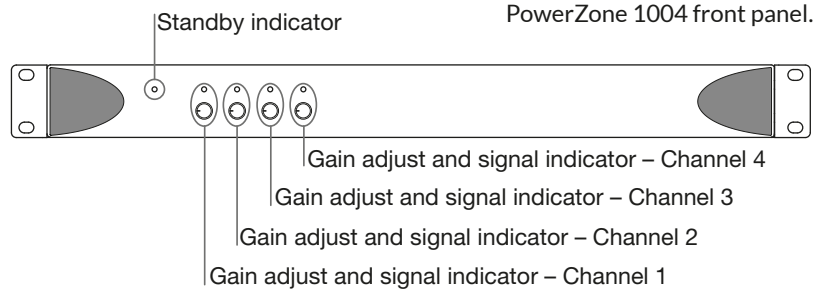 Standby indicator
PowerZone 1004 front panel.
Gain adjust and signal indicator – Channel 4
Gain adjust and signal indicator – Channel 3
Gain adjust and signal indicator – Channel 2
Gain adjust and signal indicator – Channel 1